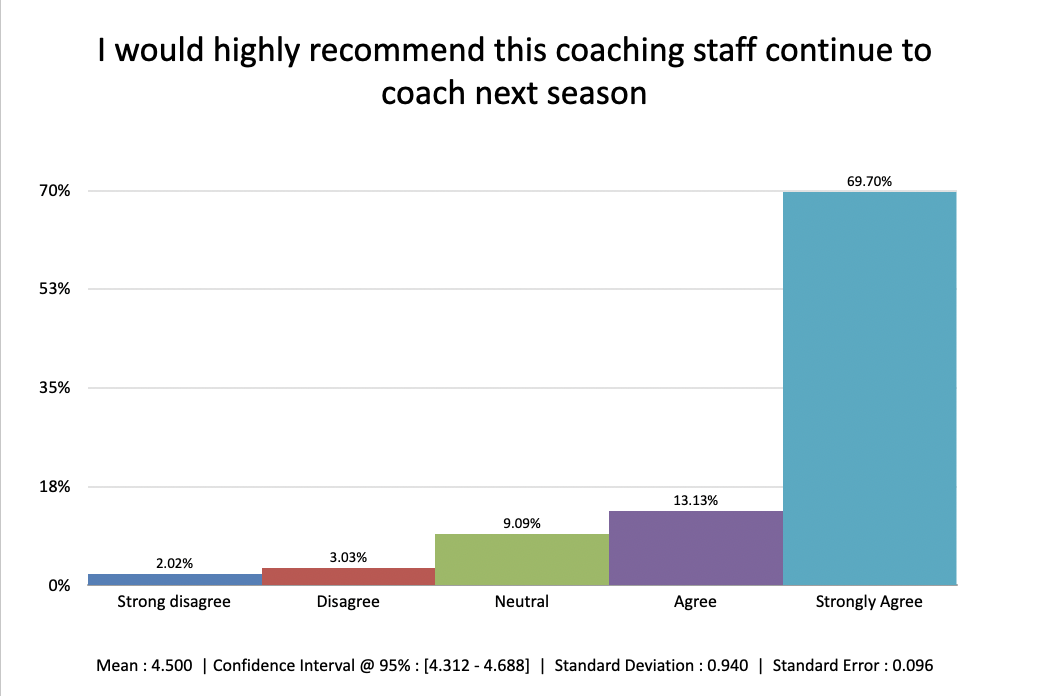 I would highly recommend this coaching staff continue to
coach next season
70%
69.70%
53%
35%
18%
13.13%
9.09%
3.03%
2.02%
0%
Strong disagree Disagree Neutral Agree Strongly Agree
Mean : 4.500 | Confidence Interval @ 95% : [4.312 - 4.688] | Standard Deviation : 0.940 | Standard Error : 0.096